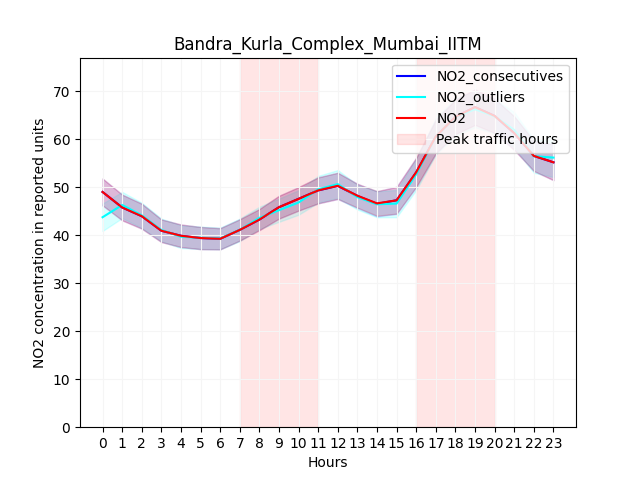 Bandra_Kurla_Complex_Mumbai_IITM
NO2_consecutives
NO2_outliers
NO2
Peak traffic hours
NO2 concentration in reported units
70
60
50
40
30
20
10
0
0 1 2 3 4 5 6 7 8 9 10 11 12 13 14 15 16 17 18 19 20 21 22 23
Hours